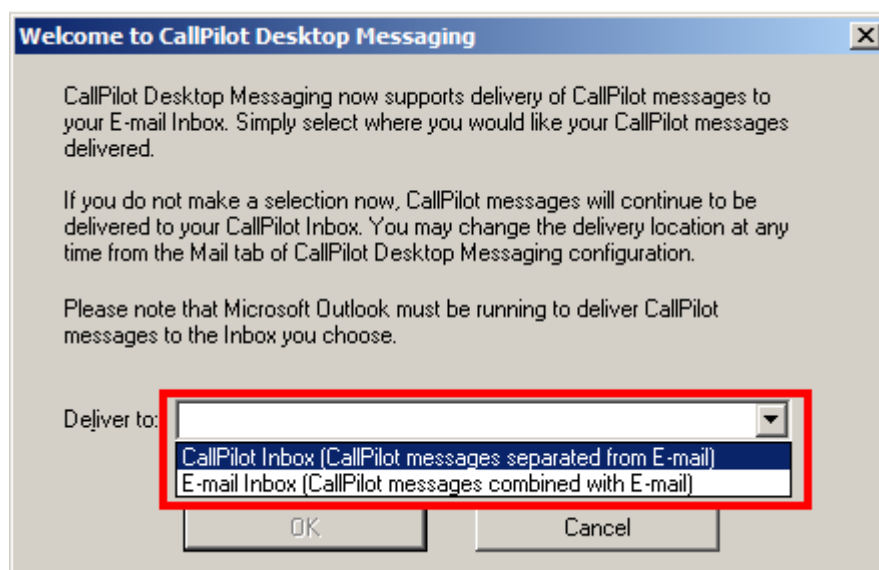 Welcome to CallPilot Desktop Messaging
CallPilot Desktop Messaging now supports delivery of CallPilot messages to
your E-mail Inbox. Simply select where you would like your CallPilot messages
delivered.
If you do not make a selection now, CallPilot messages will continue to be
delivered to your CallPilot Inbox. You may change the delivery location at any
time from the Mail tab of CallPilot Desktop Messaging configuration.
Please note that Microsoft Outlook must be running to deliver CallPilot
messages to the Inbox you choose.
Deliver to:
CallPilot Inbox (CallPilot messages separated from E-mail)
E-mail Inbox (CallPilot messages combined with E-mail)
OK Cancel